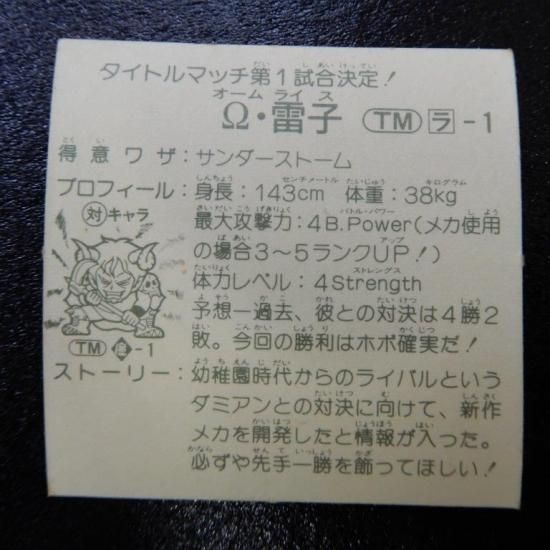 タイトルマッチ第1試合決定!
Ω・雷子 TM ラ-1
得意ワザ:サンダーストーム
プロフィール:身長:143cm 体重:38kg
対キャラ
最大攻撃力:4B.Power(メカ使用
の場合3〜5ランクUP!)
体力レベル:4Strength
予想―過去、彼との対決は4勝2
敗。今回の勝利はホボ確実だ!
TM -1
ストーリー:幼稚園時代からのライバルという
ダミアンとの対決に向けて、新作
メカを開発したと情報が入った。
必ずや先手一勝を飾ってほしい!